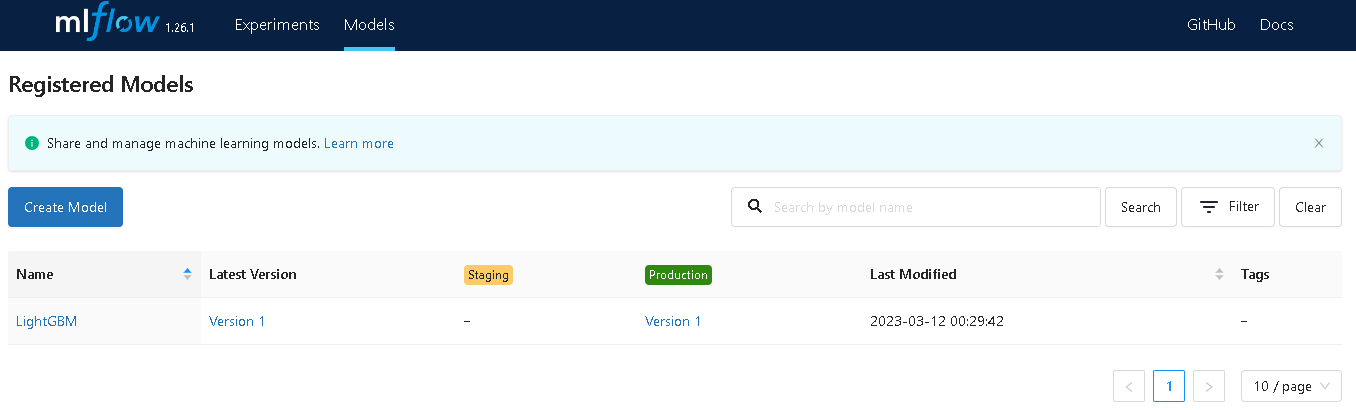 mlflow 1.26.1 Experiments Models GitHub Docs
Registered Models
Share and manage machine learning models. Learn more
Create Model Search by model name Search Filter Clear
Name Latest Version Staging Production Last Modified Tags
LightGBM Version 1 – Version 1 2023-03-12 00:29:42 –
< 1 > 10 / page